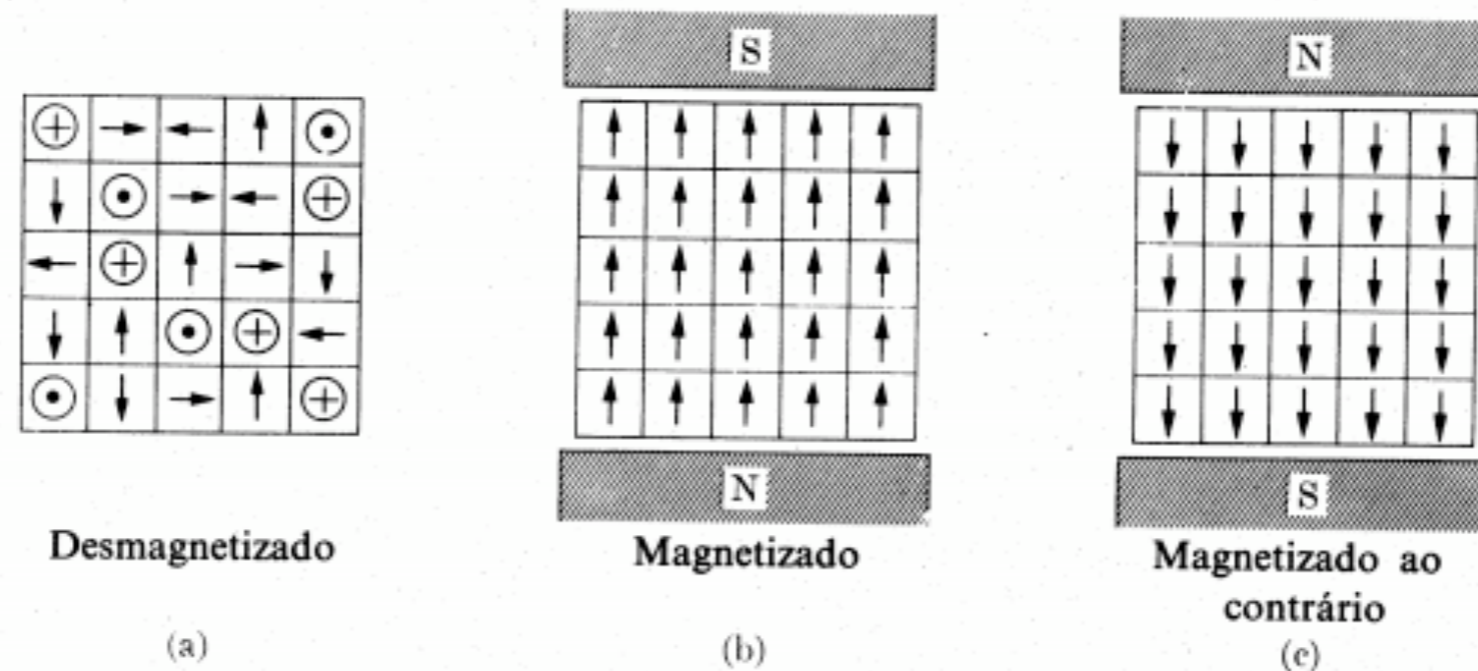 S
N
N
S
Desmagnetizado
Magnetizado
Magnetizado ao
contrário
(a)
(b)
(c)